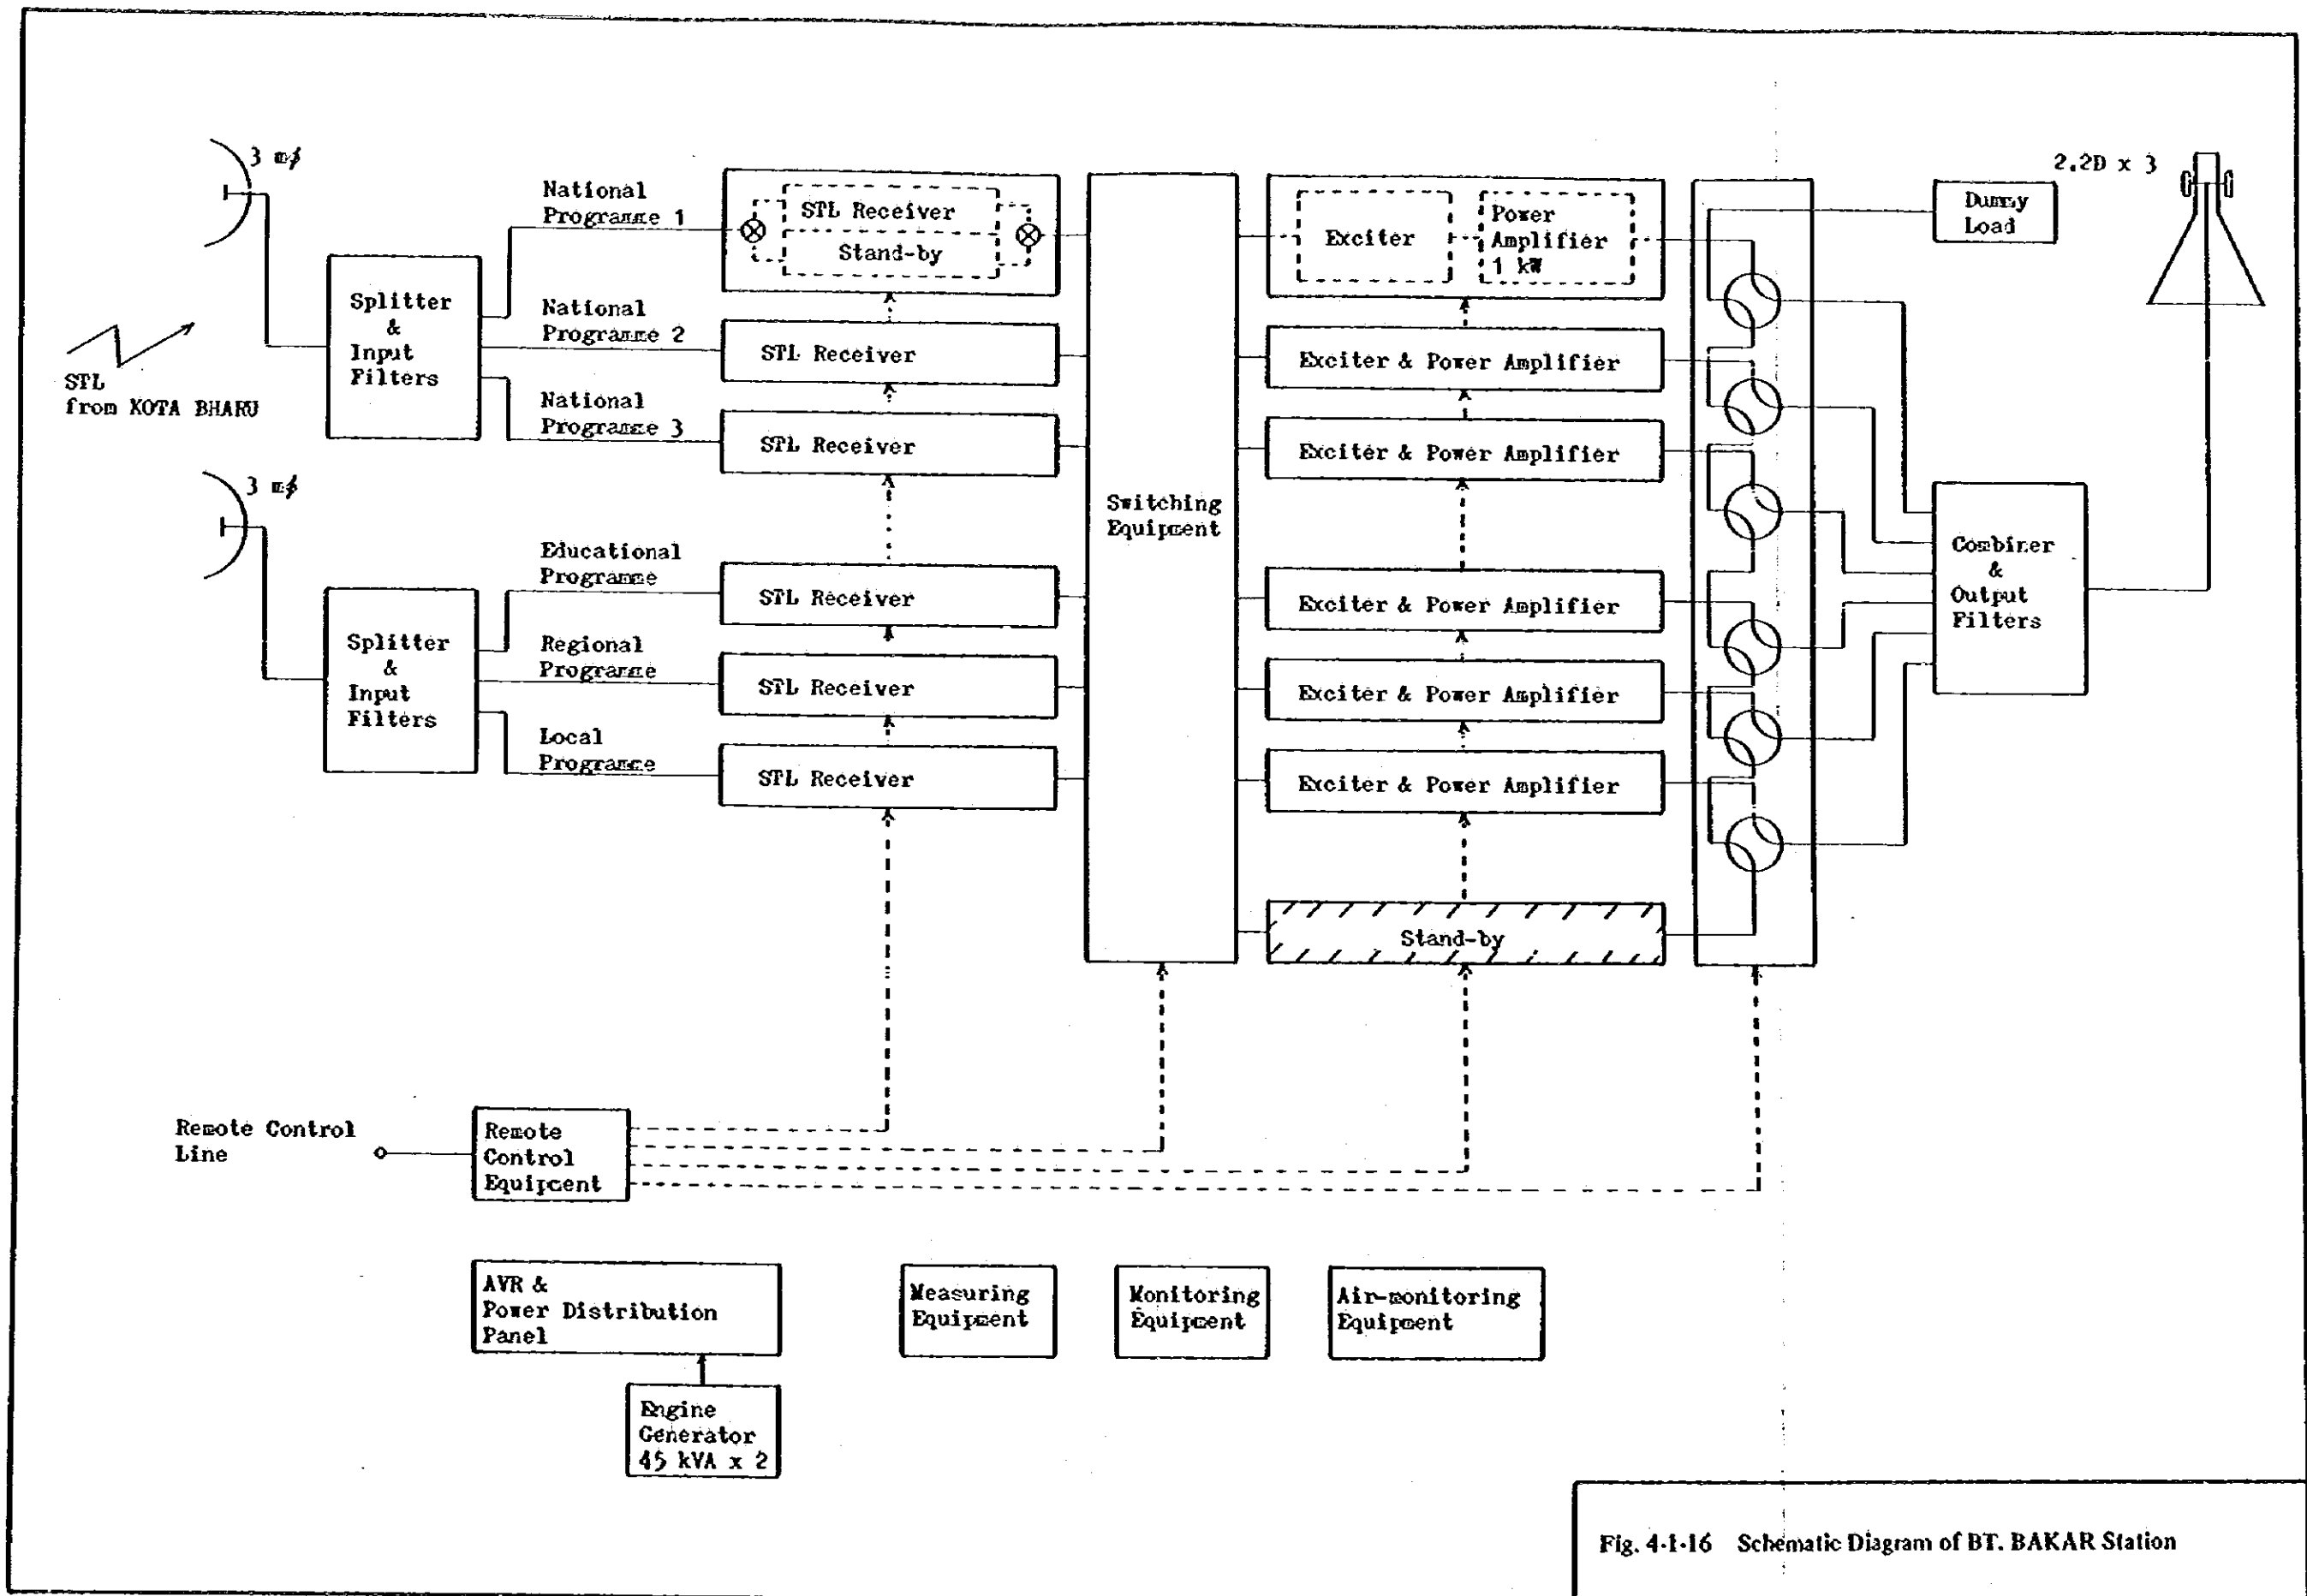 3 mφ
STL
from KOTA BHARU
Splitter
&
Input
Filters
National
Programme 1
National
Programme 2
National
Programme 3
STL Receiver
Stand-by
STL Receiver
STL Receiver
3 mφ
Splitter
&
Input
Filters
Educational
Programme
Regional
Programme
Local
Programme
STL Receiver
STL Receiver
STL Receiver
Switching
Equipment
Exciter
Power
Amplifier
1 kW
Exciter & Power Amplifier
Exciter & Power Amplifier
Exciter & Power Amplifier
Exciter & Power Amplifier
Exciter & Power Amplifier
Stand-by
Dummy
Load
2.2D x 3
Combiner
&
Output
Filters
Remote Control
Line
Remote
Control
Equipment
AVR &
Power Distribution
Panel
Engine
Generator
45 kVA x 2
Measuring
Equipment
Monitoring
Equipment
Air-monitoring
Equipment
Fig. 4-1-16 Schematic Diagram of BT. BAKAR Station